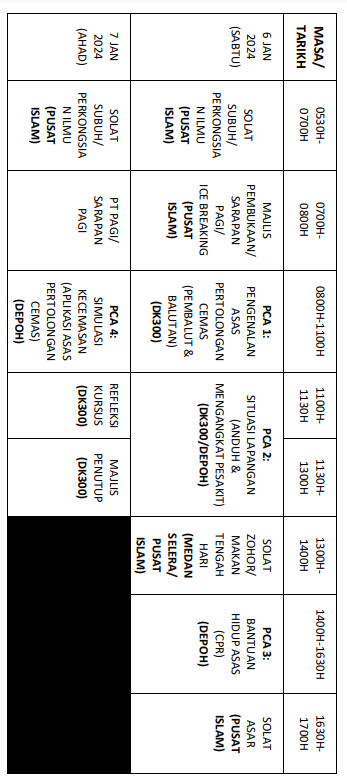 MASA/
TARIKH
0530H-
0700H
0700H-
0800H
0800H-1100H
1100H-
1130H
1130H-
1300H
1300H-
1400H
1400H-1630H
1630H-
1700H
6 JAN
2024
(SABTU)
SOLAT
SUBUH/
PERKONGSIA
N ILMU
(PUSAT
ISLAM)
MAJLIS
PEMBUKAAN/
SARAPAN
PAGI/
ICE BREAKING
(PUSAT
ISLAM)
PCA 1:
PENGENALAN
ASAS
PERTOLONGAN
CEMAS
(PEMBALUT &
BALUTAN)
(DK300)
PCA 2:
SITUASI LAPANGAN
(ANDUH &
MENGANGKAT PESAKIT)
(DK300/DEPOH)
SOLAT
ZOHOR/
MAKAN
TENGAH
HARI
(MEDAN
SELERA/
PUSAT
ISLAM)
PCA 3:
BANTUAN
HIDUP ASAS
(CPR)
(DEPOH)
SOLAT
ASAR
(PUSAT
ISLAM)
7 JAN
2024
(AHAD)
SOLAT
SUBUH/
PERKONGSIA
N ILMU
(PUSAT
ISLAM)
PT PAGI/
SARAPAN
PAGI
PCA 4:
SIMULASI
KECEMASAN
(APLIKASI ASAS
PERTOLONGAN
CEMAS)
(DEPOH)
REFLEKSI
KURSUS
(DK300)
MAJLIS
PENUTUP
(DK300)